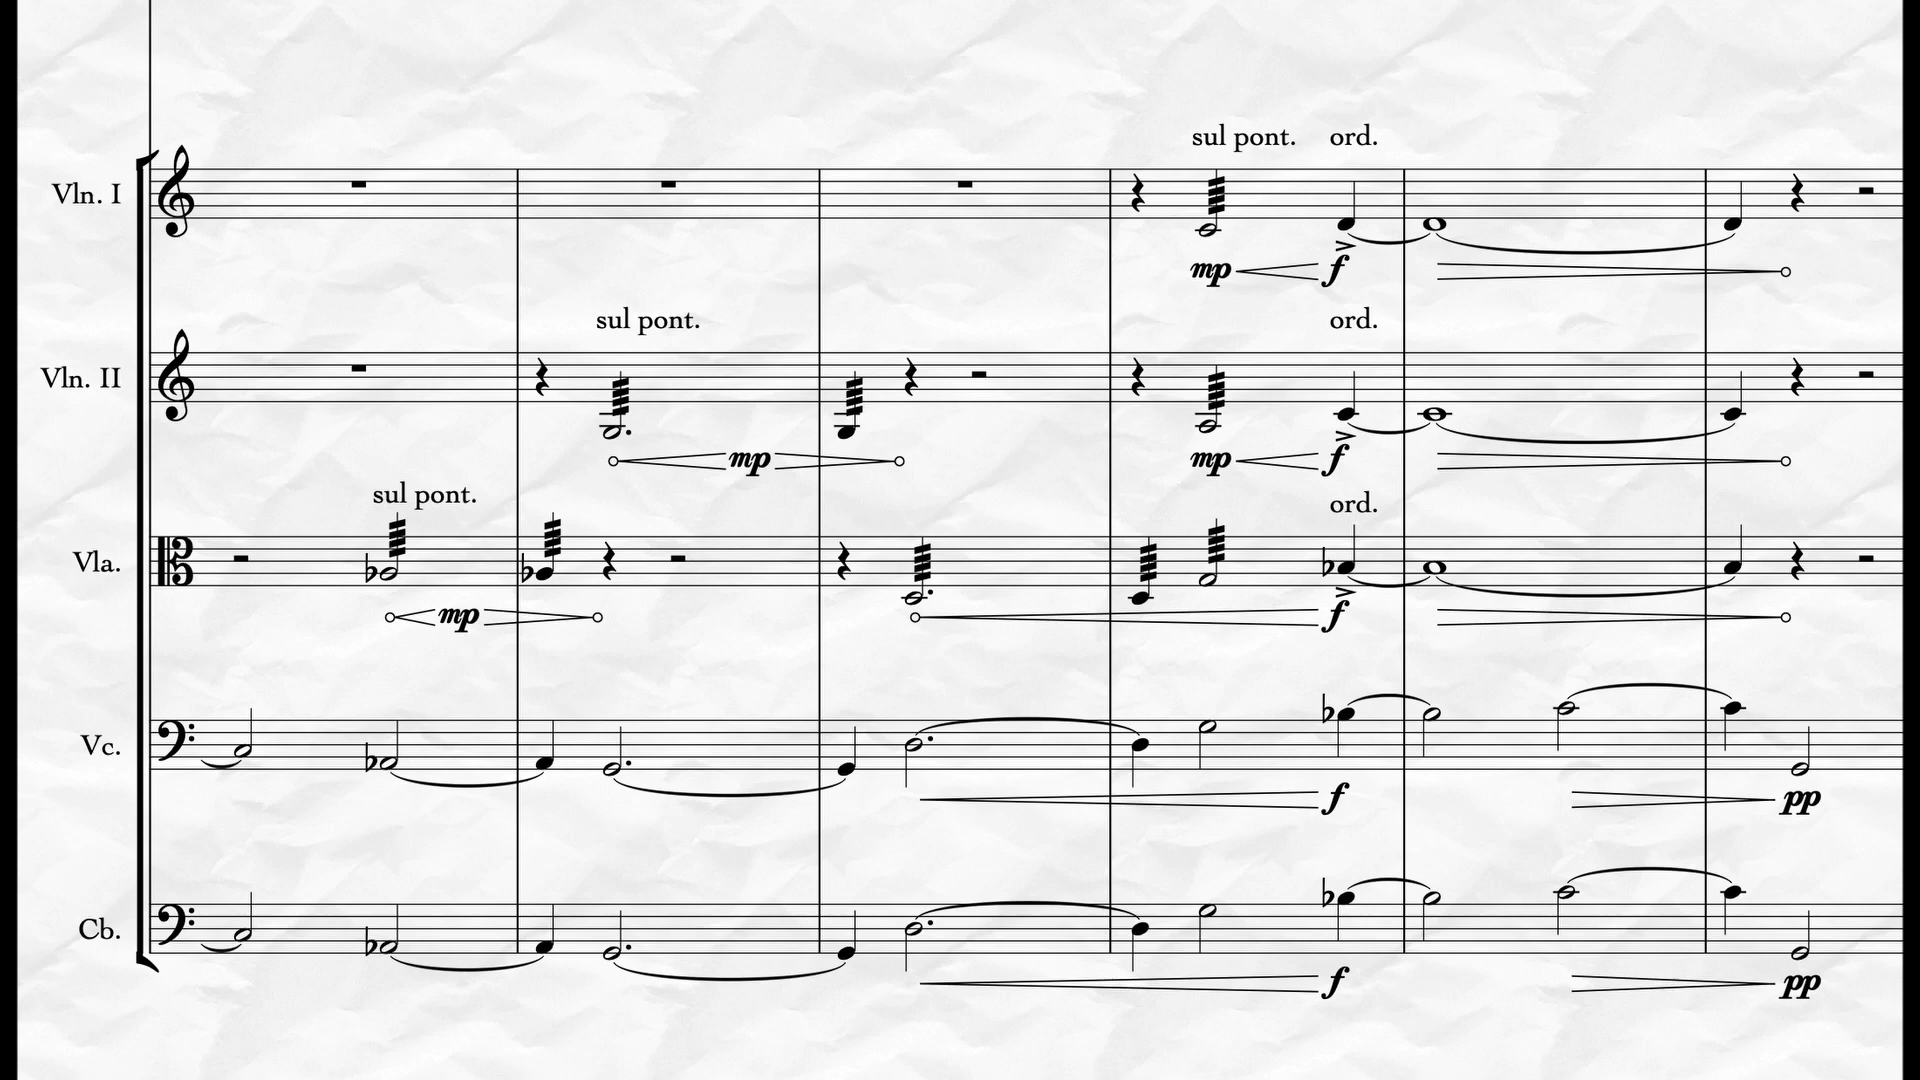 sul pont. ord.
Vln. I
mp f
sul pont. ord.
Vln. II
mp mp f
sul pont. ord.
Vla.
mp f
Vc.
f pp
Cb.
f pp